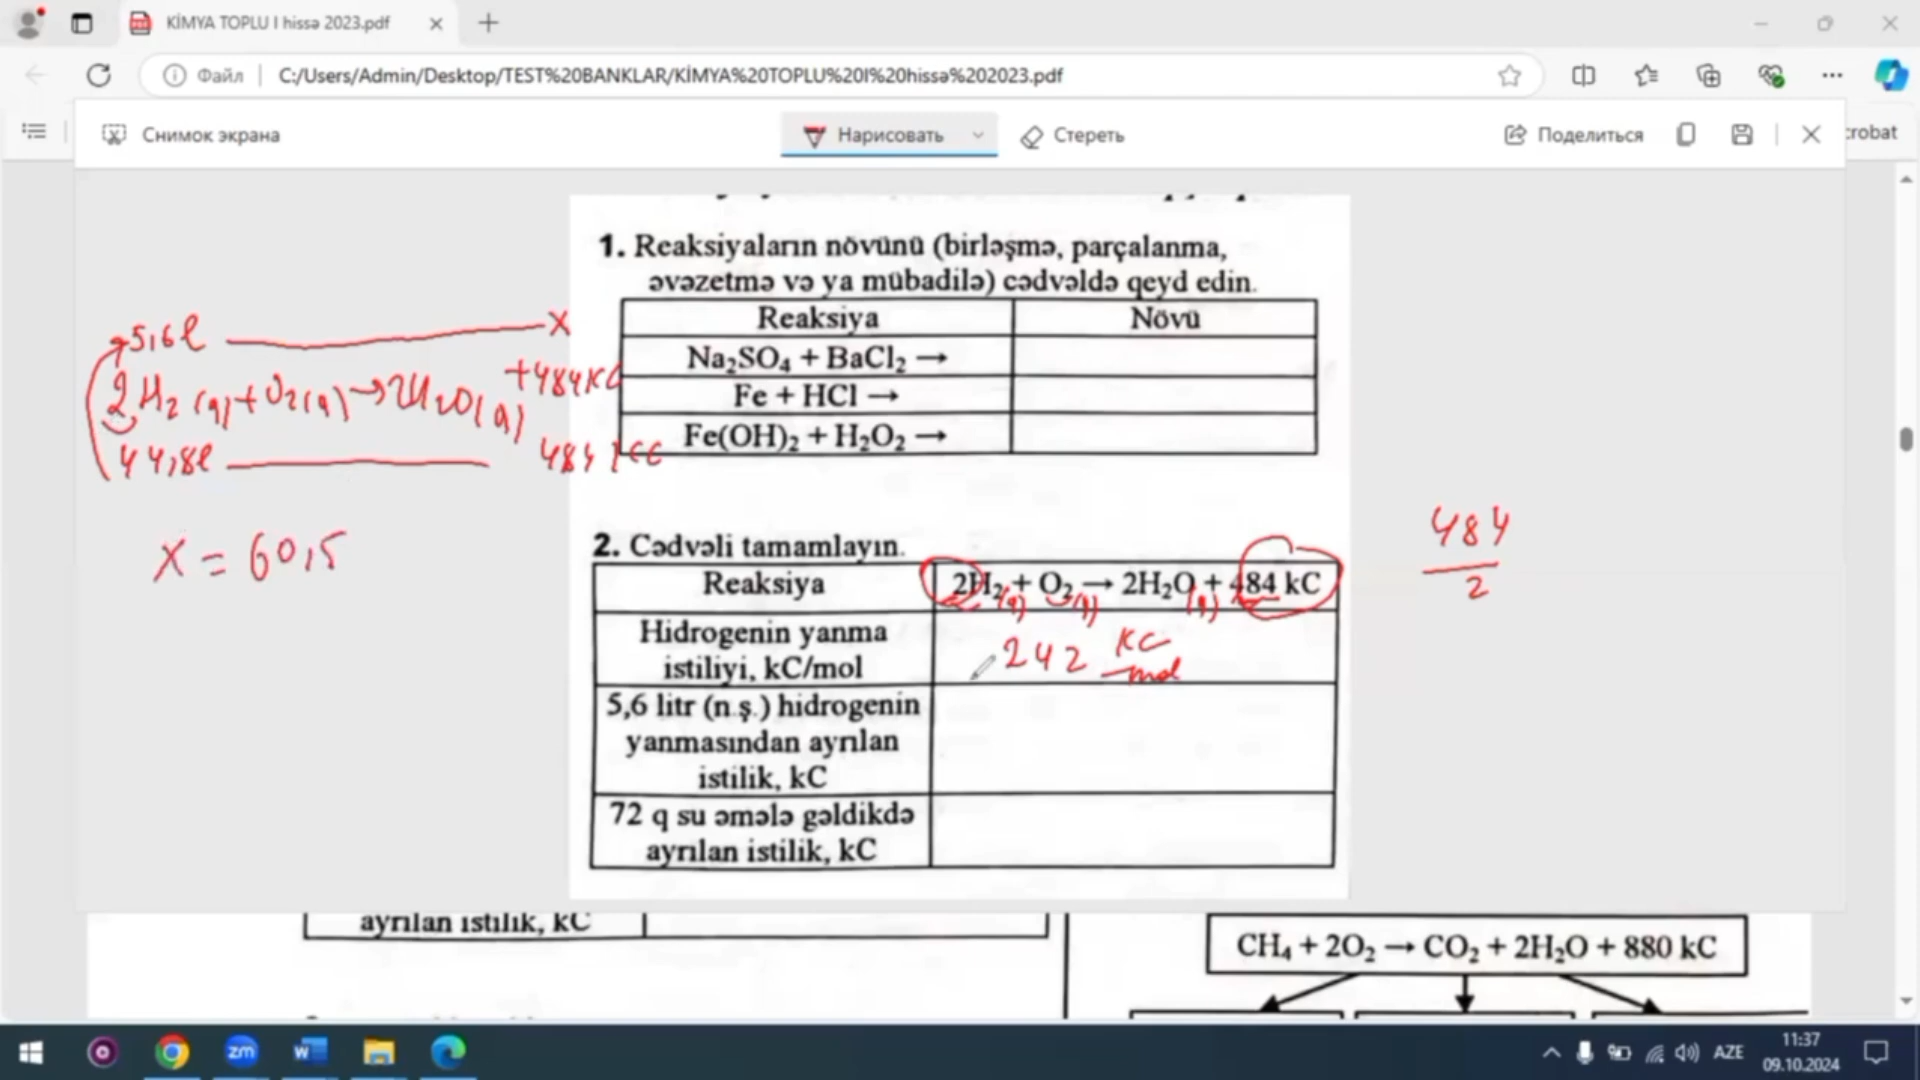 KİMYA TOPLU I hissə 2023.pdf
Файл
C:/Users/Admin/Desktop/TEST%20BANKLAR/KİMYA%20TOPLU%20I%20hissə%202023.pdf
Снимок экрана
Нарисовать
Стереть
Поделиться
crobat
1. Reaksiyaların növünü (birləşmə, parçalanma,
əvəzetmə və ya mübadilə) cədvəldə qeyd edin.
Reaksiya Növü
Na₂SO₄ + BaCl₂ →
Fe + HCl →
Fe(OH)₂ + H₂O₂ →
5,6l x
2H₂(q)+O₂(q)→2H₂O(q) +484kC
44,8l 484 kC
x = 60,5
2. Cədvəli tamamlayın.
Reaksiya 2H₂ + O₂ → 2H₂O + 484 kC
(q) (q) (q)
Hidrogenin yanma
istiliyi, kC/mol
242 kC/mol
5,6 litr (n.ş.) hidrogenin
yanmasından ayrılan
istilik, kC
72 q su əmələ gəldikdə
ayrılan istilik, kC
484
2
ayrılan istilik, kC
CH₄ + 2O₂ → CO₂ + 2H₂O + 880 kC
zm
W
AZE
11:37
09.10.2024